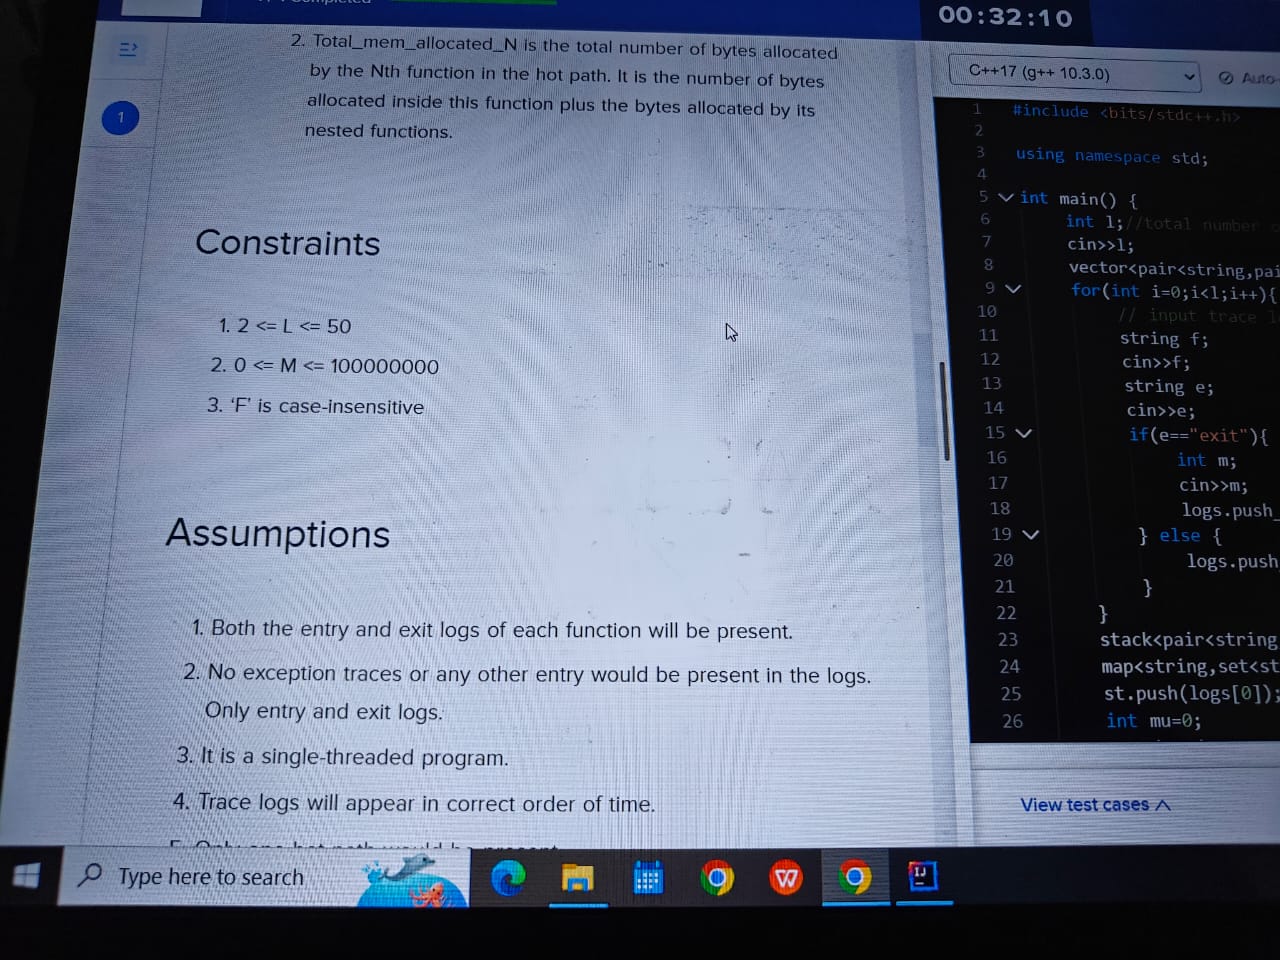 00:32:10
2. Total_mem_allocated_N is the total number of bytes allocated
by the Nth function in the hot path. It is the number of bytes
allocated inside this function plus the bytes allocated by its
nested functions.
1
Constraints
1. 2 <= L <= 50
2. 0 <= M <= 100000000
3. ‘F’ is case-insensitive
Assumptions
1. Both the entry and exit logs of each function will be present.
2. No exception traces or any other entry would be present in the logs.
Only entry and exit logs.
3. It is a single-threaded program.
4. Trace logs will appear in correct order of time.
C++17 (g++ 10.3.0)
Auto-
1 #include <bits/stdc++.h>
2
3 using namespace std;
4
5 int main() {
6 int l;//total number
7 cin>>l;
8 vector<pair<string,pai
9 for(int i=0;i<l;i++){
10 // input trace
11 string f;
12 cin>>f;
13 string e;
14 cin>>e;
15 if(e=="exit"){
16 int m;
17 cin>>m;
18 logs.push_
19 } else {
20 logs.push
21 }
22 }
23 stack<pair<string
24 map<string,set<st
25 st.push(logs[0]);
26 int mu=0;
View test cases
Type here to search